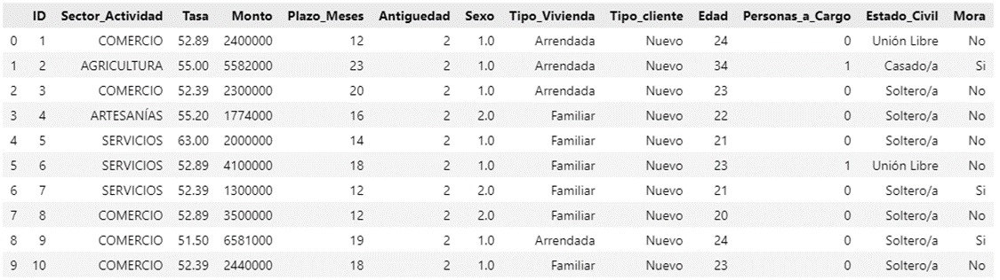 ID Sector_Actividad Tasa Monto Plazo_Meses Antiguedad Sexo Tipo_Vivienda Tipo_cliente Edad Personas_a_Cargo Estado_Civil Mora
0 1 COMERCIO 52.89 2400000 12 2 1.0 Arrendada Nuevo 24 0 Unión Libre No
1 2 AGRICULTURA 55.00 5582000 23 2 1.0 Arrendada Nuevo 34 1 Casado/a Si
2 3 COMERCIO 52.39 2300000 20 2 1.0 Arrendada Nuevo 23 0 Soltero/a No
3 4 ARTESANÍAS 55.20 1774000 16 2 2.0 Familiar Nuevo 22 0 Soltero/a No
4 5 SERVICIOS 63.00 2000000 14 2 1.0 Familiar Nuevo 21 0 Soltero/a No
5 6 SERVICIOS 52.89 4100000 18 2 1.0 Familiar Nuevo 23 1 Unión Libre No
6 7 SERVICIOS 52.39 1300000 12 2 2.0 Familiar Nuevo 21 0 Soltero/a Si
7 8 COMERCIO 52.89 3500000 12 2 2.0 Familiar Nuevo 20 0 Soltero/a No
8 9 COMERCIO 51.50 6581000 19 2 1.0 Arrendada Nuevo 24 0 Soltero/a Si
9 10 COMERCIO 52.39 2440000 18 2 1.0 Familiar Nuevo 23 0 Soltero/a No